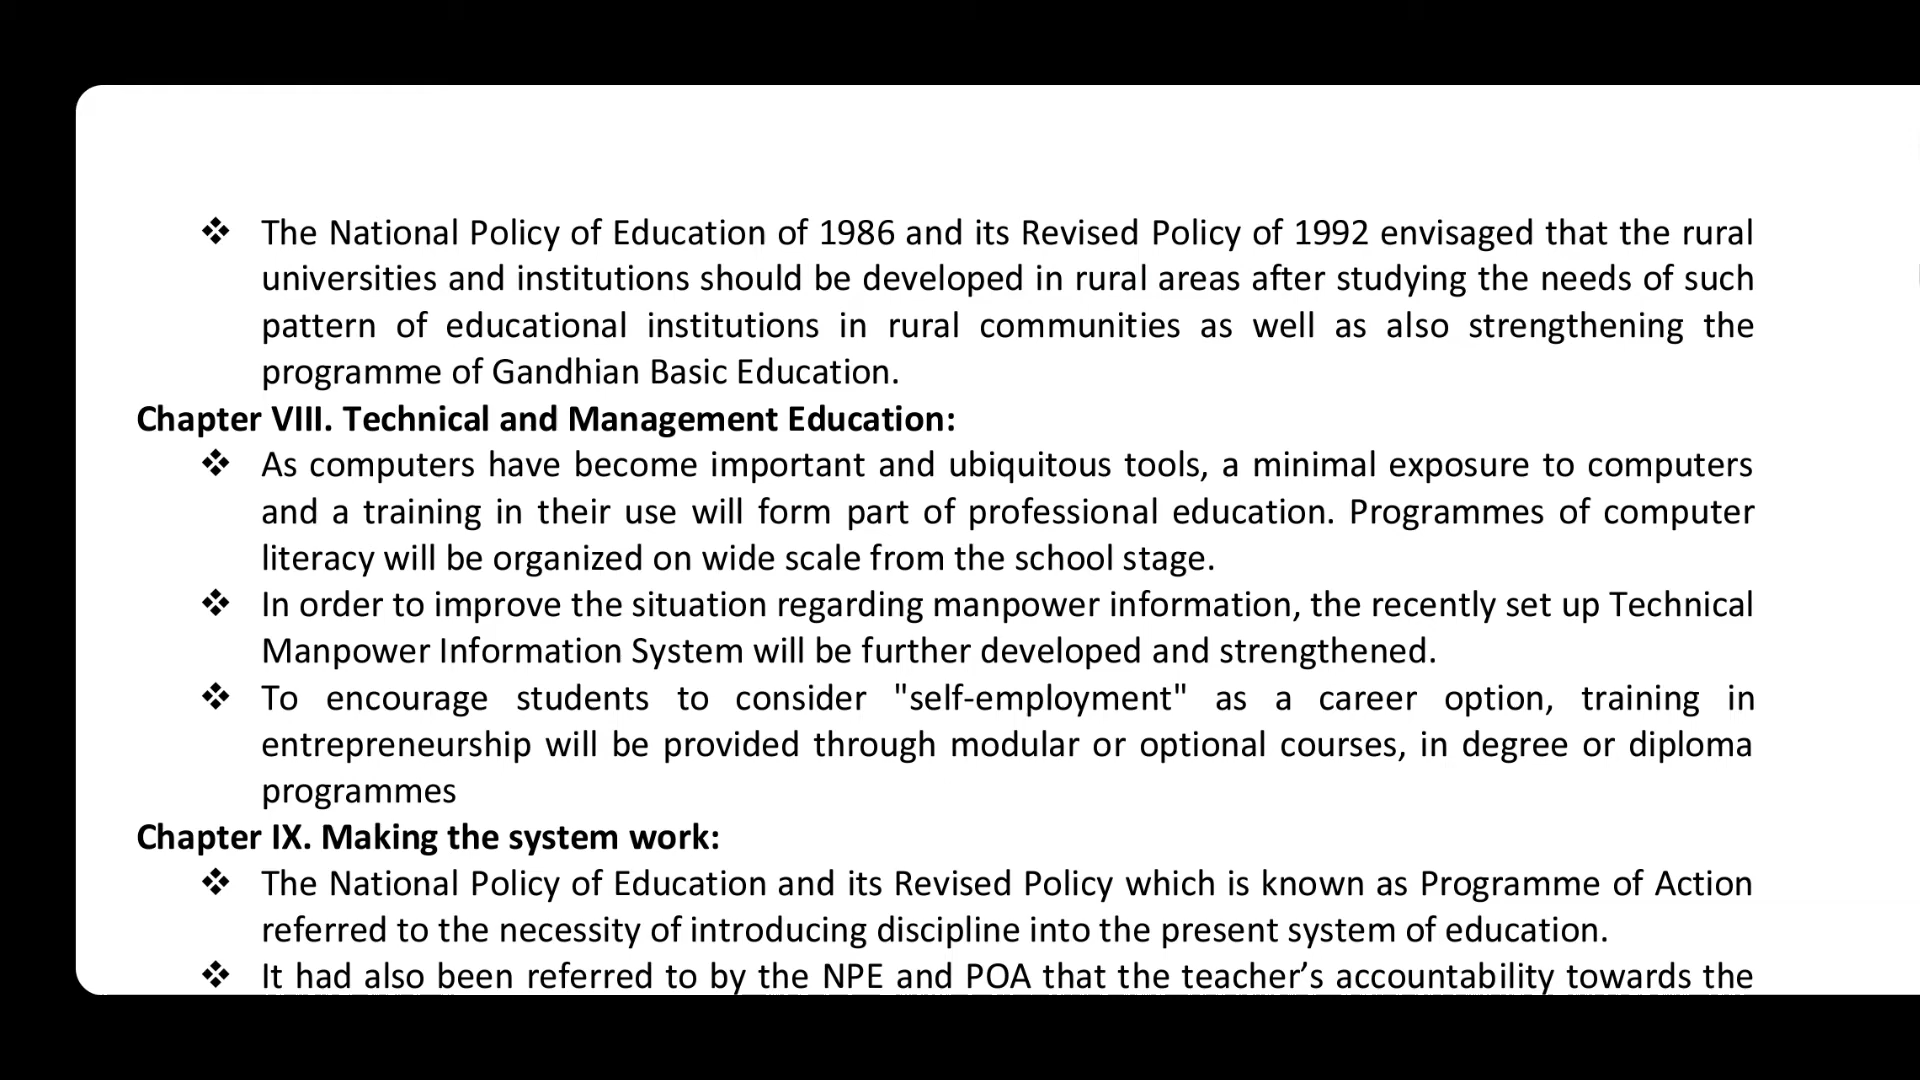 ❖ The National Policy of Education of 1986 and its Revised Policy of 1992 envisaged that the rural
universities and institutions should be developed in rural areas after studying the needs of such
pattern of educational institutions in rural communities as well as also strengthening the
programme of Gandhian Basic Education.
Chapter VIII. Technical and Management Education:
❖ As computers have become important and ubiquitous tools, a minimal exposure to computers
and a training in their use will form part of professional education. Programmes of computer
literacy will be organized on wide scale from the school stage.
❖ In order to improve the situation regarding manpower information, the recently set up Technical
Manpower Information System will be further developed and strengthened.
❖ To encourage students to consider "self-employment" as a career option, training in
entrepreneurship will be provided through modular or optional courses, in degree or diploma
programmes
Chapter IX. Making the system work:
❖ The National Policy of Education and its Revised Policy which is known as Programme of Action
referred to the necessity of introducing discipline into the present system of education.
❖ It had also been referred to by the NPE and POA that the teacher’s accountability towards the